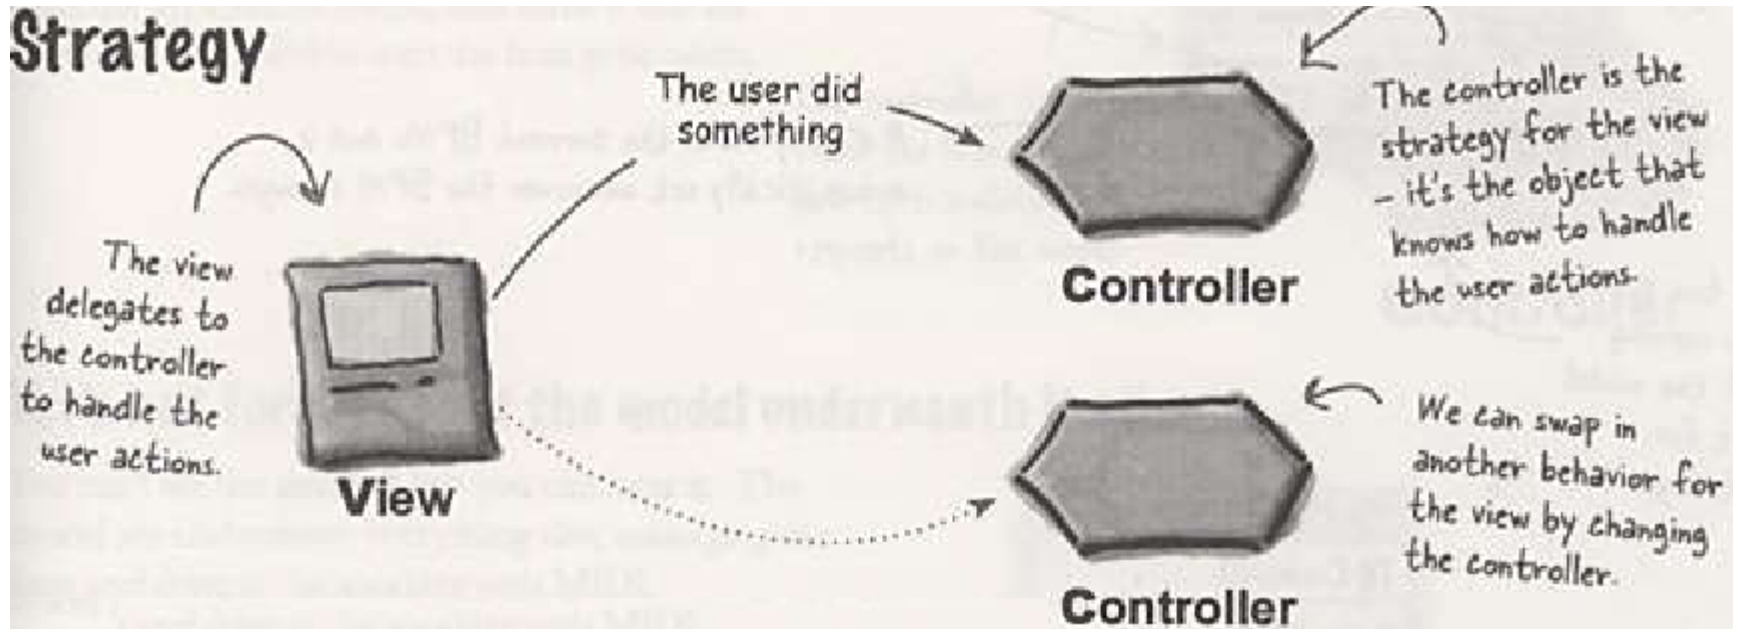 Strategy
The user did
something
The controller is the
strategy for the view
– it's the object that
knows how to handle
the user actions.
Controller
The view
delegates to
the controller
to handle the
user actions.
View
We can swap in
another behavior for
the view by changing
the controller.
Controller